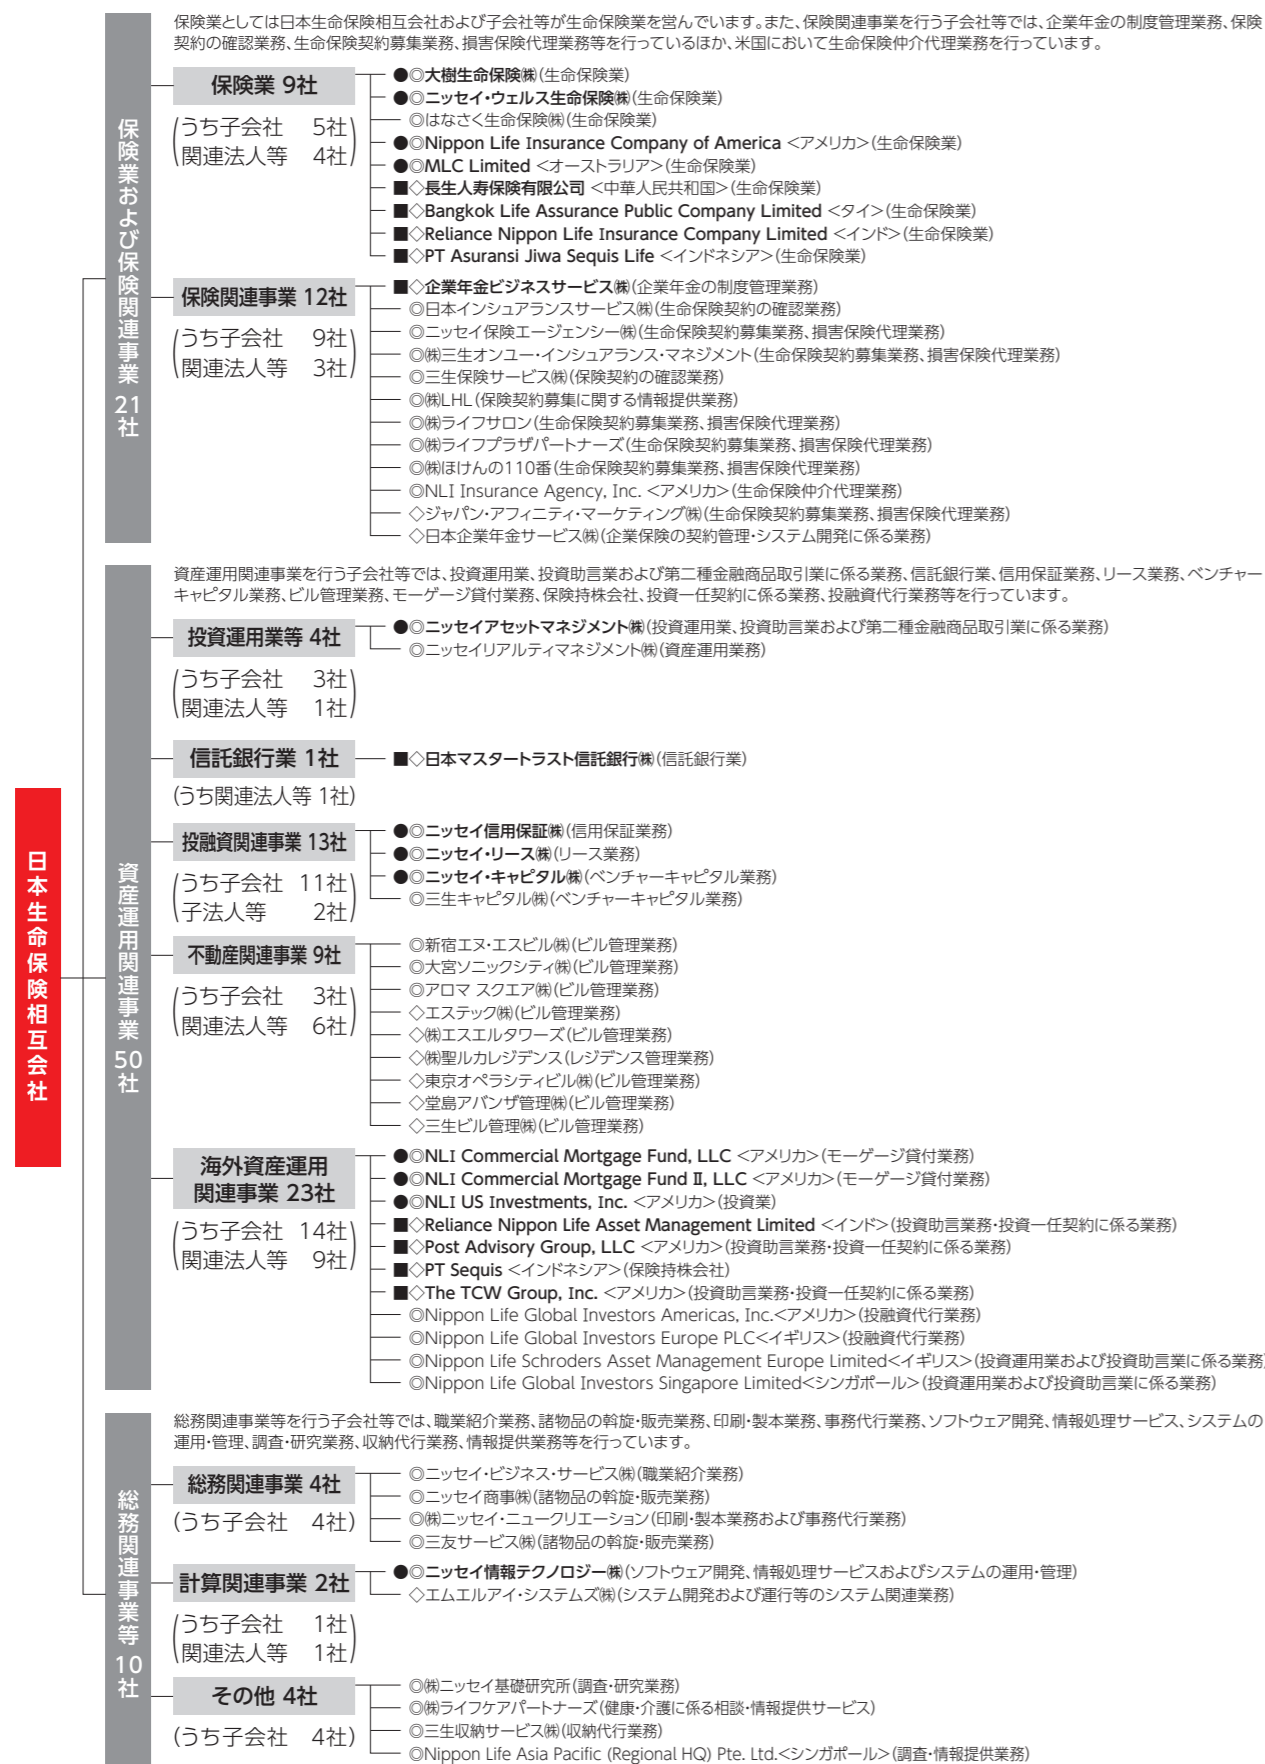 保険業としては日本生命保険相互会社および子会社等が生命保険業を営んでいます。また、保険関連事業を行う子会社等では、企業年金の制度管理業務、保険
契約の確認業務、生命保険契約募集業務、損害保険代理業務等を行っているほか、米国において生命保険仲介代理業務を行っています。
日本生命保険相互会社
保険業および保険関連事業 21社
保険業 9社
(うち子会社 5社
関連法人等 4社)
●◎大樹生命保険㈱(生命保険業)
●◎ニッセイ・ウェルス生命保険㈱(生命保険業)
◎はなさく生命保険㈱(生命保険業)
●◎Nippon Life Insurance Company of America <アメリカ>(生命保険業)
●◎MLC Limited <オーストラリア>(生命保険業)
■◇長生人寿保険有限公司 <中華人民共和国>(生命保険業)
■◇Bangkok Life Assurance Public Company Limited <タイ>(生命保険業)
■◇Reliance Nippon Life Insurance Company Limited <インド>(生命保険業)
■◇PT Asuransi Jiwa Sequis Life <インドネシア>(生命保険業)
保険関連事業 12社
(うち子会社 9社
関連法人等 3社)
■◇企業年金ビジネスサービス㈱(企業年金の制度管理業務)
◎日本インシュアランスサービス㈱(生命保険契約の確認業務)
◎ニッセイ保険エージェンシー㈱(生命保険契約募集業務、損害保険代理業務)
◎㈱三生オンユー・インシュアランス・マネジメント(生命保険契約募集業務、損害保険代理業務)
◎三生保険サービス㈱(保険契約の確認業務)
◎㈱LHL(保険契約募集に関する情報提供業務)
◎㈱ライフサロン(生命保険契約募集業務、損害保険代理業務)
◎㈱ライフプラザパートナーズ(生命保険契約募集業務、損害保険代理業務)
◎㈱ほけんの110番(生命保険契約募集業務、損害保険代理業務)
◎NLI Insurance Agency, Inc. <アメリカ>(生命保険仲介代理業務)
◇ジャパン・アフィニティ・マーケティング㈱(生命保険契約募集業務、損害保険代理業務)
◇日本企業年金サービス㈱(企業保険の契約管理・システム開発に係る業務)
資産運用関連事業を行う子会社等では、投資運用業、投資助言業および第二種金融商品取引業に係る業務、信託銀行業、信用保証業務、リース業務、ベンチャー
キャピタル業務、ビル管理業務、モーゲージ貸付業務、保険持株会社、投資一任契約に係る業務、投融資代行業務等を行っています。
資産運用関連事業 50社
投資運用業等 4社
(うち子会社 3社
関連法人等 1社)
●◎ニッセイアセットマネジメント㈱(投資運用業、投資助言業および第二種金融商品取引業に係る業務)
◎ニッセイリアルティマネジメント㈱(資産運用業務)
信託銀行業 1社
(うち関連法人等 1社)
■◇日本マスタートラスト信託銀行㈱(信託銀行業)
投融資関連事業 13社
(うち子会社 11社
子法人等 2社)
●◎ニッセイ信用保証㈱(信用保証業務)
●◎ニッセイ・リース㈱(リース業務)
●◎ニッセイ・キャピタル㈱(ベンチャーキャピタル業務)
◎三生キャピタル㈱(ベンチャーキャピタル業務)
不動産関連事業 9社
(うち子会社 3社
関連法人等 6社)
◎新宿エヌ・エスビル㈱(ビル管理業務)
◎大宮ソニックシティ㈱(ビル管理業務)
◎アロマ スクエア㈱(ビル管理業務)
◇エステック㈱(ビル管理業務)
◇㈱エスエルタワーズ(ビル管理業務)
◇㈱聖ルカレジデンス(レジデンス管理業務)
◇東京オペラシティビル㈱(ビル管理業務)
◇堂島アバンザ管理㈱(ビル管理業務)
◇三生ビル管理㈱(ビル管理業務)
海外資産運用
関連事業 23社
(うち子会社 14社
関連法人等 9社)
●◎NLI Commercial Mortgage Fund, LLC <アメリカ>(モーゲージ貸付業務)
●◎NLI Commercial Mortgage Fund Ⅱ, LLC <アメリカ>(モーゲージ貸付業務)
●◎NLI US Investments, Inc. <アメリカ>(投資業)
■◇Reliance Nippon Life Asset Management Limited <インド>(投資助言業務・投資一任契約に係る業務)
■◇Post Advisory Group, LLC <アメリカ>(投資助言業務・投資一任契約に係る業務)
■◇PT Sequis <インドネシア>(保険持株会社)
■◇The TCW Group, Inc. <アメリカ>(投資助言業務・投資一任契約に係る業務)
◎Nippon Life Global Investors Americas, Inc.<アメリカ>(投融資代行業務)
◎Nippon Life Global Investors Europe PLC<イギリス>(投融資代行業務)
◎Nippon Life Schroders Asset Management Europe Limited<イギリス>(投資運用業および投資助言業に係る業務)
◎Nippon Life Global Investors Singapore Limited<シンガポール>(投資運用業および投資助言業に係る業務)
総務関連事業等を行う子会社等では、職業紹介業務、諸物品の斡旋・販売業務、印刷・製本業務、事務代行業務、ソフトウェア開発、情報処理サービス、システムの
運用・管理、調査・研究業務、収納代行業務、情報提供業務等を行っています。
総務関連事業等 10社
総務関連事業 4社
(うち子会社 4社)
◎ニッセイ・ビジネス・サービス㈱(職業紹介業務)
◎ニッセイ商事㈱(諸物品の斡旋・販売業務)
◎㈱ニッセイ・ニュークリエーション(印刷・製本業務および事務代行業務)
◎三友サービス㈱(諸物品の斡旋・販売業務)
計算関連事業 2社
(うち子会社 1社
関連法人等 1社)
●◎ニッセイ情報テクノロジー㈱(ソフトウェア開発、情報処理サービスおよびシステムの運用・管理)
◇エムエルアイ・システムズ㈱(システム開発および運行等のシステム関連業務)
その他 4社
(うち子会社 4社)
◎㈱ニッセイ基礎研究所(調査・研究業務)
◎㈱ライフケアパートナーズ(健康・介護に係る相談・情報提供サービス)
◎三生収納サービス㈱(収納代行業務)
◎Nippon Life Asia Pacific (Regional HQ) Pte. Ltd.<シンガポール>(調査・情報提供業務)